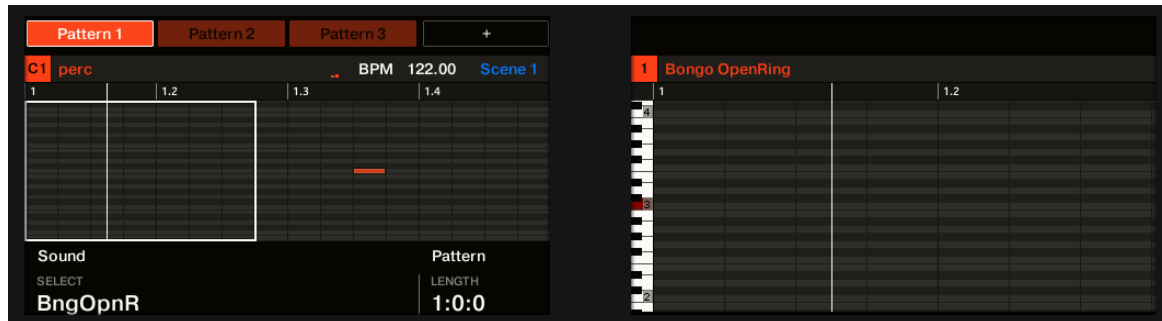 Pattern 1 Pattern 2 Pattern 3 +
C1 perc BPM 122.00 Scene 1
1 1.2 1.3 1.4
Sound Pattern
SELECT LENGTH
BngOpnR 1:0:0
1 Bongo OpenRing
1 1.2
4
3
2